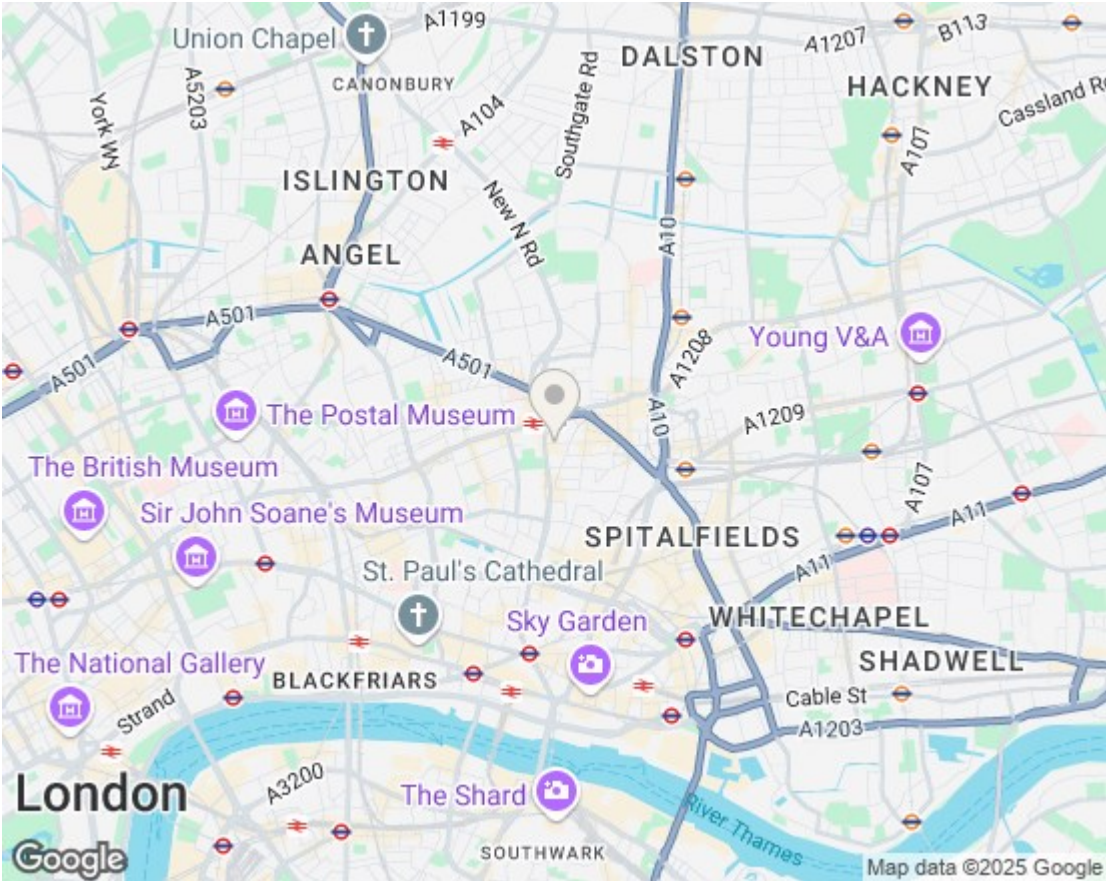 A1199
Union Chapel
CANONBURY
DALSTON
A1207
B113
HACKNEY
Cassland
A5203
York Wy
A104
Southgate Rd
A107
ISLINGTON
New N Rd
ANGEL
A10
A501
A501
A501
A1208
Young V&A
The Postal Museum
A10
A1209
The British Museum
Sir John Soane's Museum
A107
A11
SPITALFIELDS
St. Paul's Cathedral
A11
Sky Garden
WHITECHAPEL
The National Gallery
BLACKFRIARS
SHADWELL
Strand
Cable St
A1203
London
A3200
The Shard
River Thames
SOUTHWARK
Google
Map data ©2025 Google